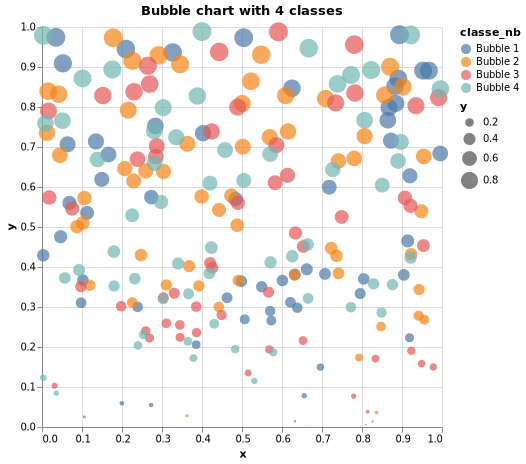 Bubble chart with 4 classes
1.0
0.9
0.8
0.7
0.6
0.5
0.4
0.3
0.2
0.1
0.0
y
0.0 0.1 0.2 0.3 0.4 0.5 0.6 0.7 0.8 0.9 1.0
x
classe_nb
Bubble 1
Bubble 2
Bubble 3
Bubble 4
y
0.2
0.4
0.6
0.8